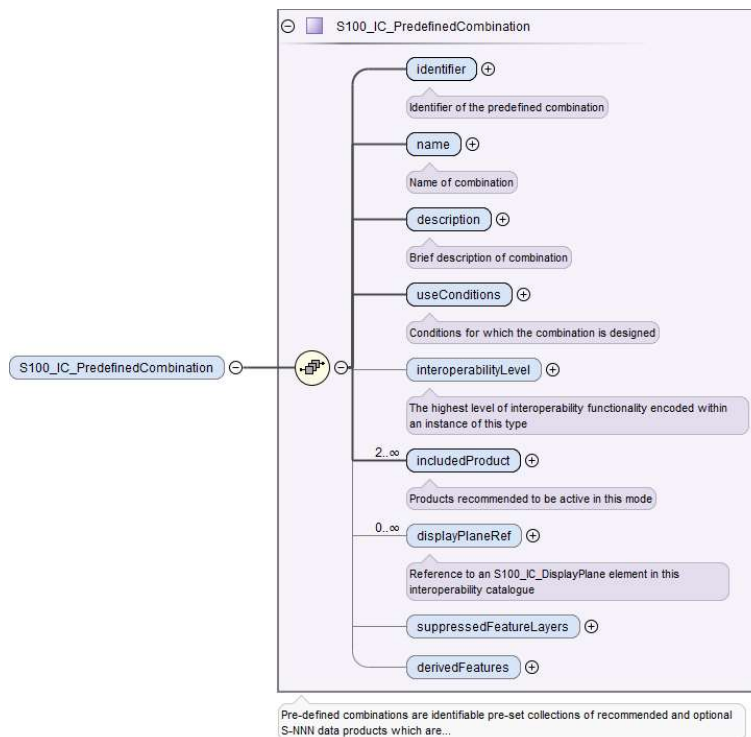 S100_IC_PredefinedCombination
identifier
Identifier of the predefined combination
name
Name of combination
description
Brief description of combination
useConditions
Conditions for which the combination is designed
S100_IC_PredefinedCombination
interoperabilityLevel
The highest level of interoperability functionality encoded within
an instance of this type
2..∞
includedProduct
Products recommended to be active in this mode
0..∞
displayPlaneRef
Reference to an S100_IC_DisplayPlane element in this
interoperability catalogue
suppressedFeatureLayers
derivedFeatures
Pre-defined combinations are identifiable pre-set collections of recommended and optional
S-NNN data products which are...